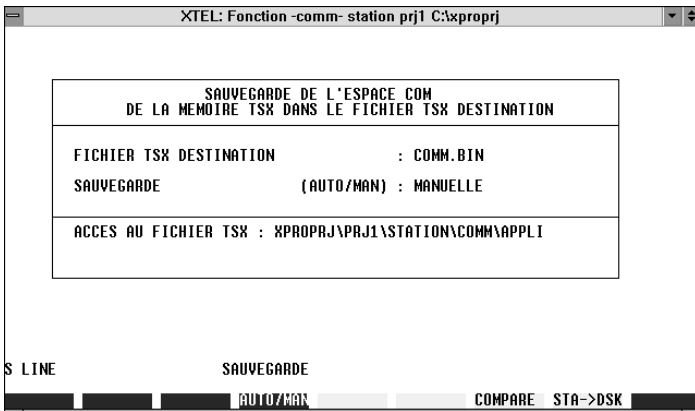 XTEL: Fonction -comm- station prj1 C:\xproprj
SAUVEGARDE DE L'ESPACE COM
DE LA MEMOIRE TSX DANS LE FICHIER TSX DESTINATION
FICHIER TSX DESTINATION : COMM.BIN
SAUVEGARDE (AUTO/MAN) : MANUELLE
ACCES AU FICHIER TSX : XPROPRJ\PRJ1\STATION\COMM\APPLI
S LINE SAUVEGARDE
AUTO/MAN COMPARE STA->DSK